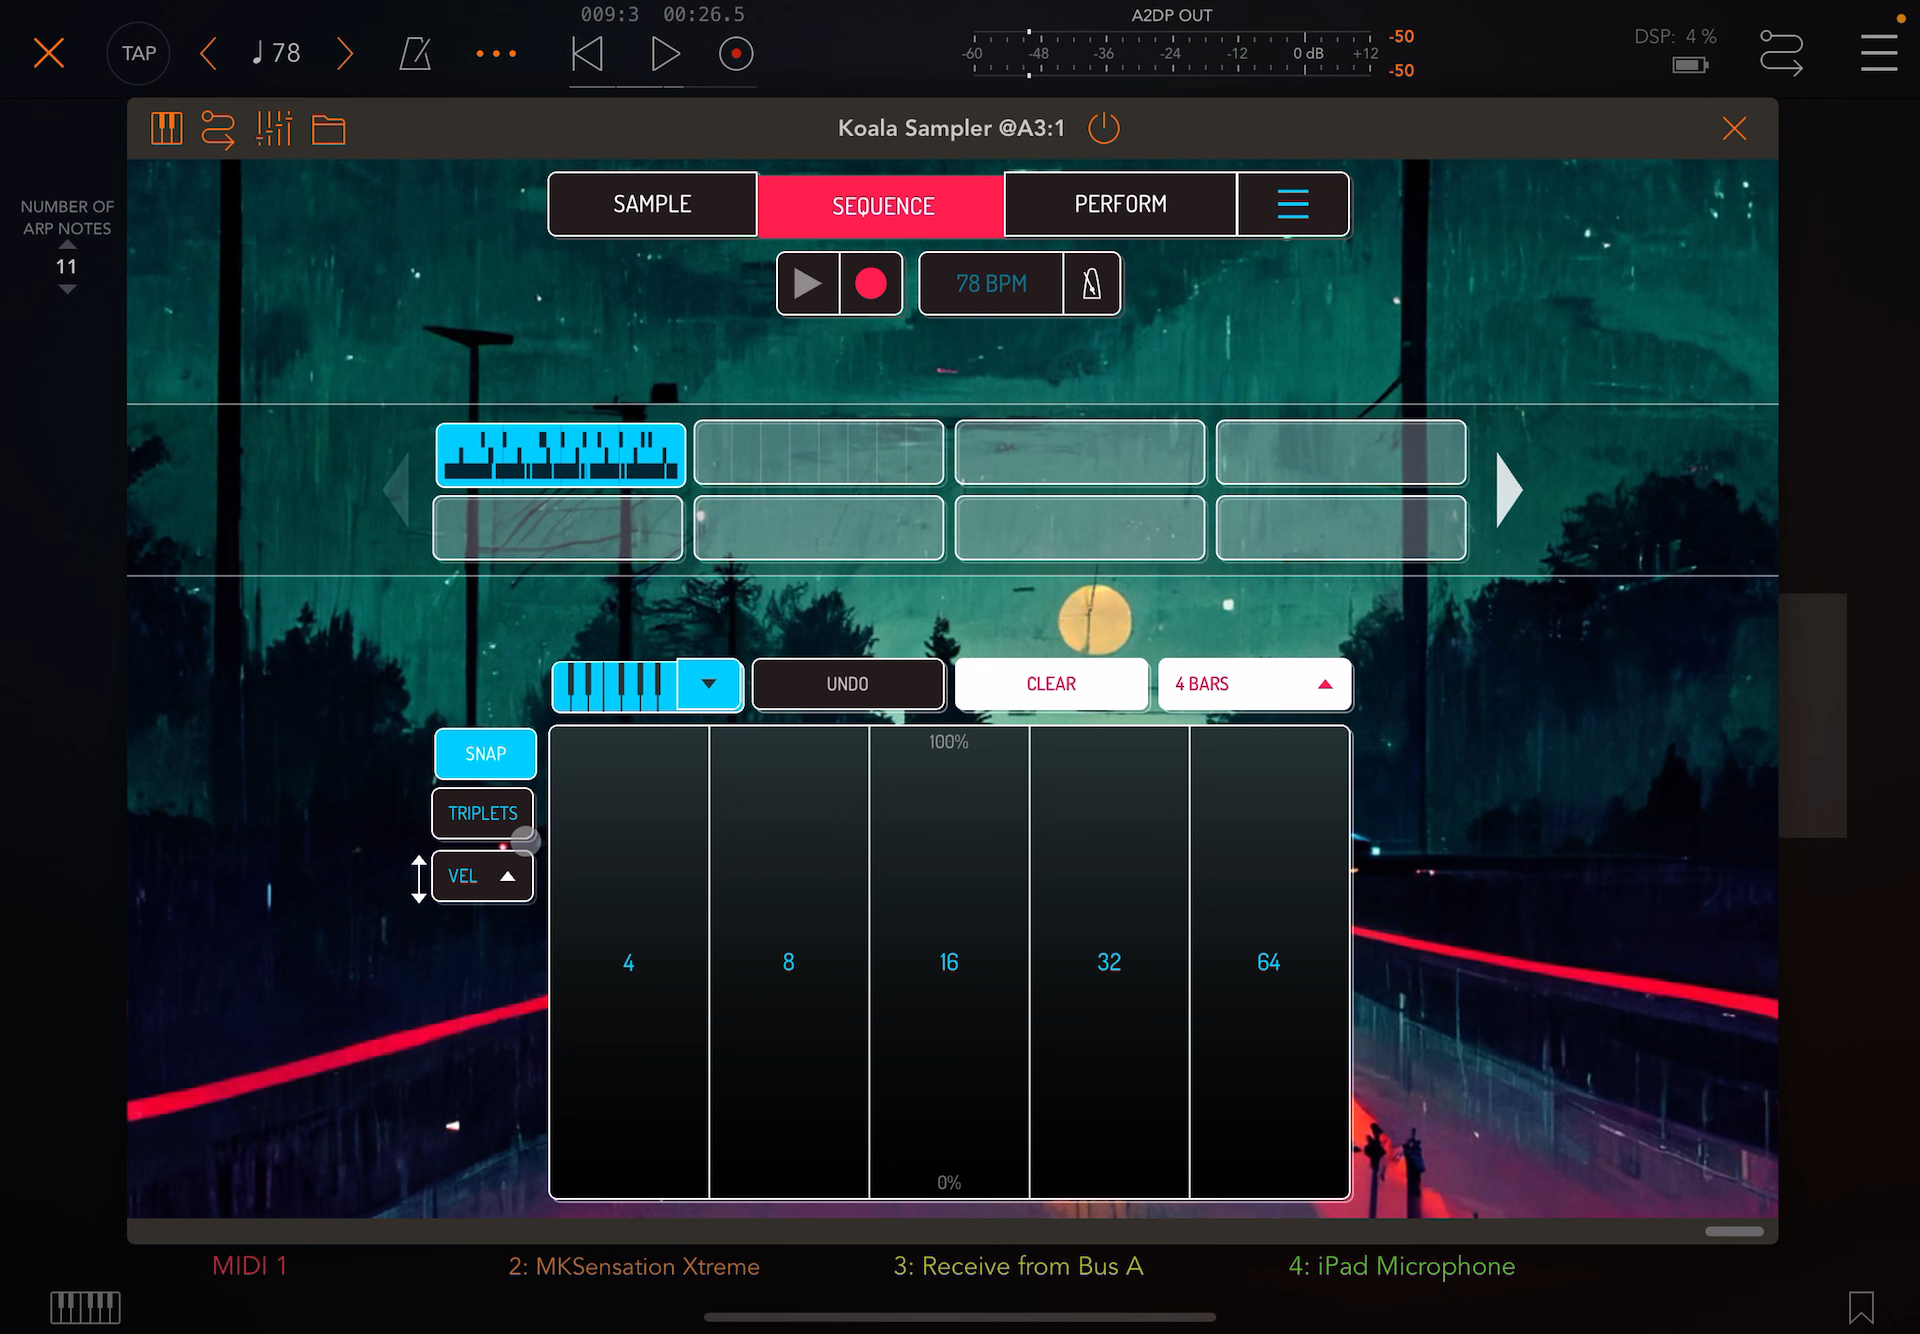 009:3 00:26.5
A2DP OUT
TAP
78
-60 -48 -36 -24 -12 0 dB +12
-50
-50
DSP: 4 %
Koala Sampler @A3:1
NUMBER OF
ARP NOTES
11
SAMPLE
SEQUENCE
PERFORM
78 BPM
UNDO
CLEAR
4 BARS
SNAP
TRIPLETS
VEL
100%
4
8
16
32
64
0%
MIDI 1
2: MKSensation Xtreme
3: Receive from Bus A
4: iPad Microphone